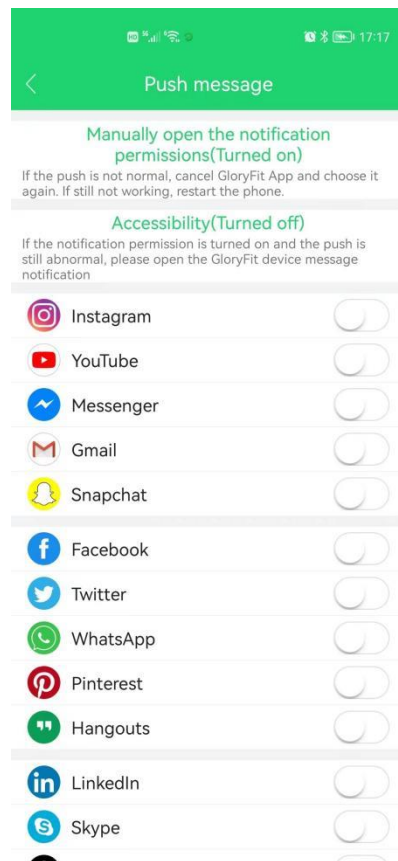 17:17
Push message
Manually open the notification
permissions(Turned on)
If the push is not normal, cancel GloryFit App and choose it
again. If still not working, restart the phone.
Accessibility(Turned off)
If the notification permission is turned on and the push is
still abnormal, please open the GloryFit device message
notification
Instagram
YouTube
Messenger
Gmail
Snapchat
Facebook
Twitter
WhatsApp
Pinterest
Hangouts
in LinkedIn
Skype